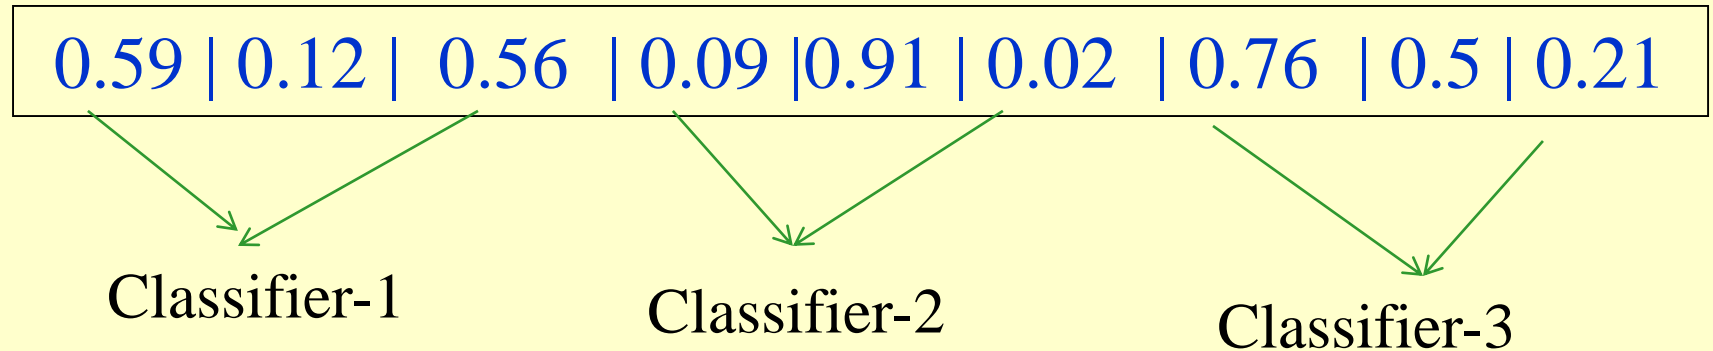 0.59 | 0.12 | 0.56 | 0.09 |0.91 | 0.02 | 0.76 | 0.5 | 0.21
Classifier-1
Classifier-2
Classifier-3